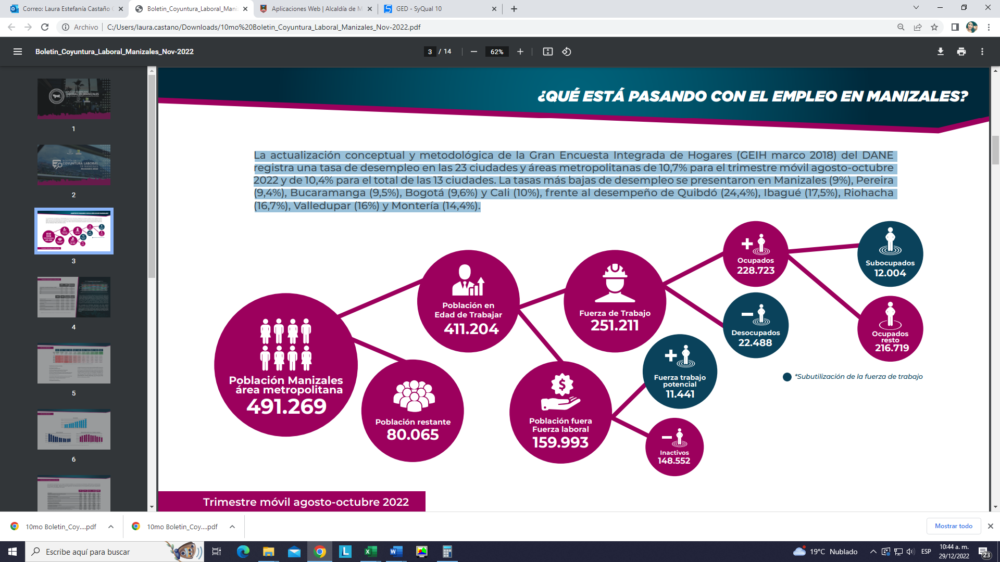 Correo: Laura Estefanía Castaño
Boletin_Coyuntura_Laboral_Mani
Aplicaciones Web | Alcaldía de M
GED - SyQual 10
Archivo
C:/Users/laura.castano/Downloads/10mo%20Boletin_Coyuntura_Laboral_Manizales_Nov-2022.pdf
Boletin_Coyuntura_Laboral_Manizales_Nov-2022
3 / 14
62%
1
2
3
4
5
6
¿QUÉ ESTÁ PASANDO CON EL EMPLEO EN MANIZALES?
La actualización conceptual y metodológica de la Gran Encuesta Integrada de Hogares (GEIH marco 2018) del DANE
registra una tasa de desempleo en las 23 ciudades y áreas metropolitanas de 10,7% para el trimestre móvil agosto-octubre
2022 y de 10,4% para el total de las 13 ciudades. La tasas más bajas de desempleo se presentaron en Manizales (9%), Pereira
(9,4%), Bucaramanga (9,5%), Bogotá (9,6%) y Cali (10%), frente al desempeño de Quibdó (24,4%), Ibagué (17,5%), Riohacha
(16,7%), Valledupar (16%) y Montería (14,4%).
Población Manizales
área metropolitana
491.269
Población en
Edad de Trabajar
411.204
Población restante
80.065
Fuerza de Trabajo
251.211
Población fuera
Fuerza laboral
159.993
Ocupados
228.723
Desocupados
22.488
Fuerza trabajo
potencial
11.441
Inactivos
148.552
Subocupados
12.004
Ocupados
resto
216.719
*Subutilización de la fuerza de trabajo
Trimestre móvil agosto-octubre 2022
10mo Boletin_Coy....pdf
10mo Boletin_Coy....pdf
Mostrar todo
Escribe aquí para buscar
19°C Nublado
ESP
10:44 a. m.
29/12/2022
23